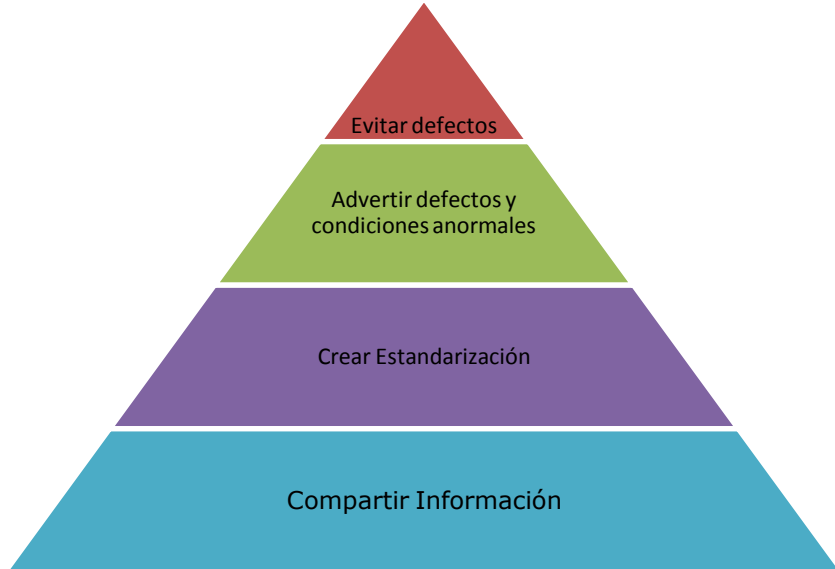 Evitar defectos
Advertir defectos y
condiciones anormales
Crear Estandarización
Compartir Información